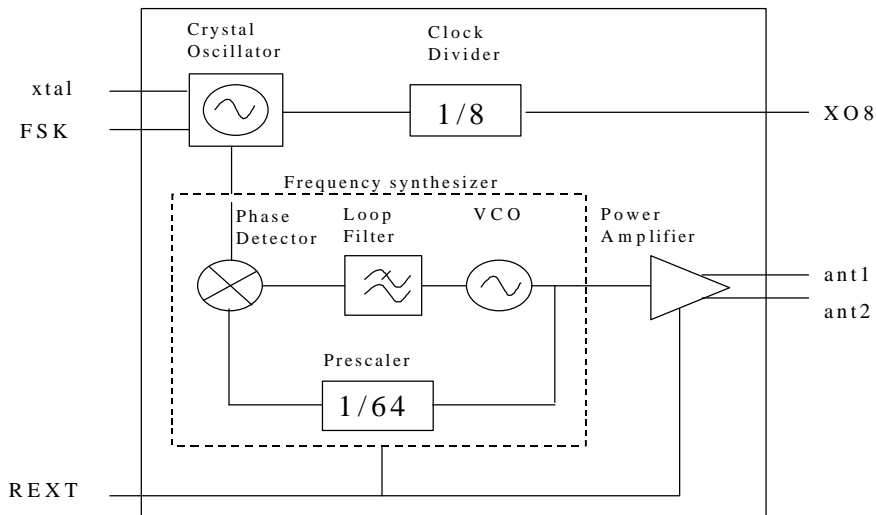 Crystal
Oscillator
Clock
Divider
xtal
1/8
XO8
FSK
Frequency synthesizer
Phase
Detector
Loop
Filter
VCO
Power
Amplifier
ant1
ant2
Prescaler
1/64
REXT